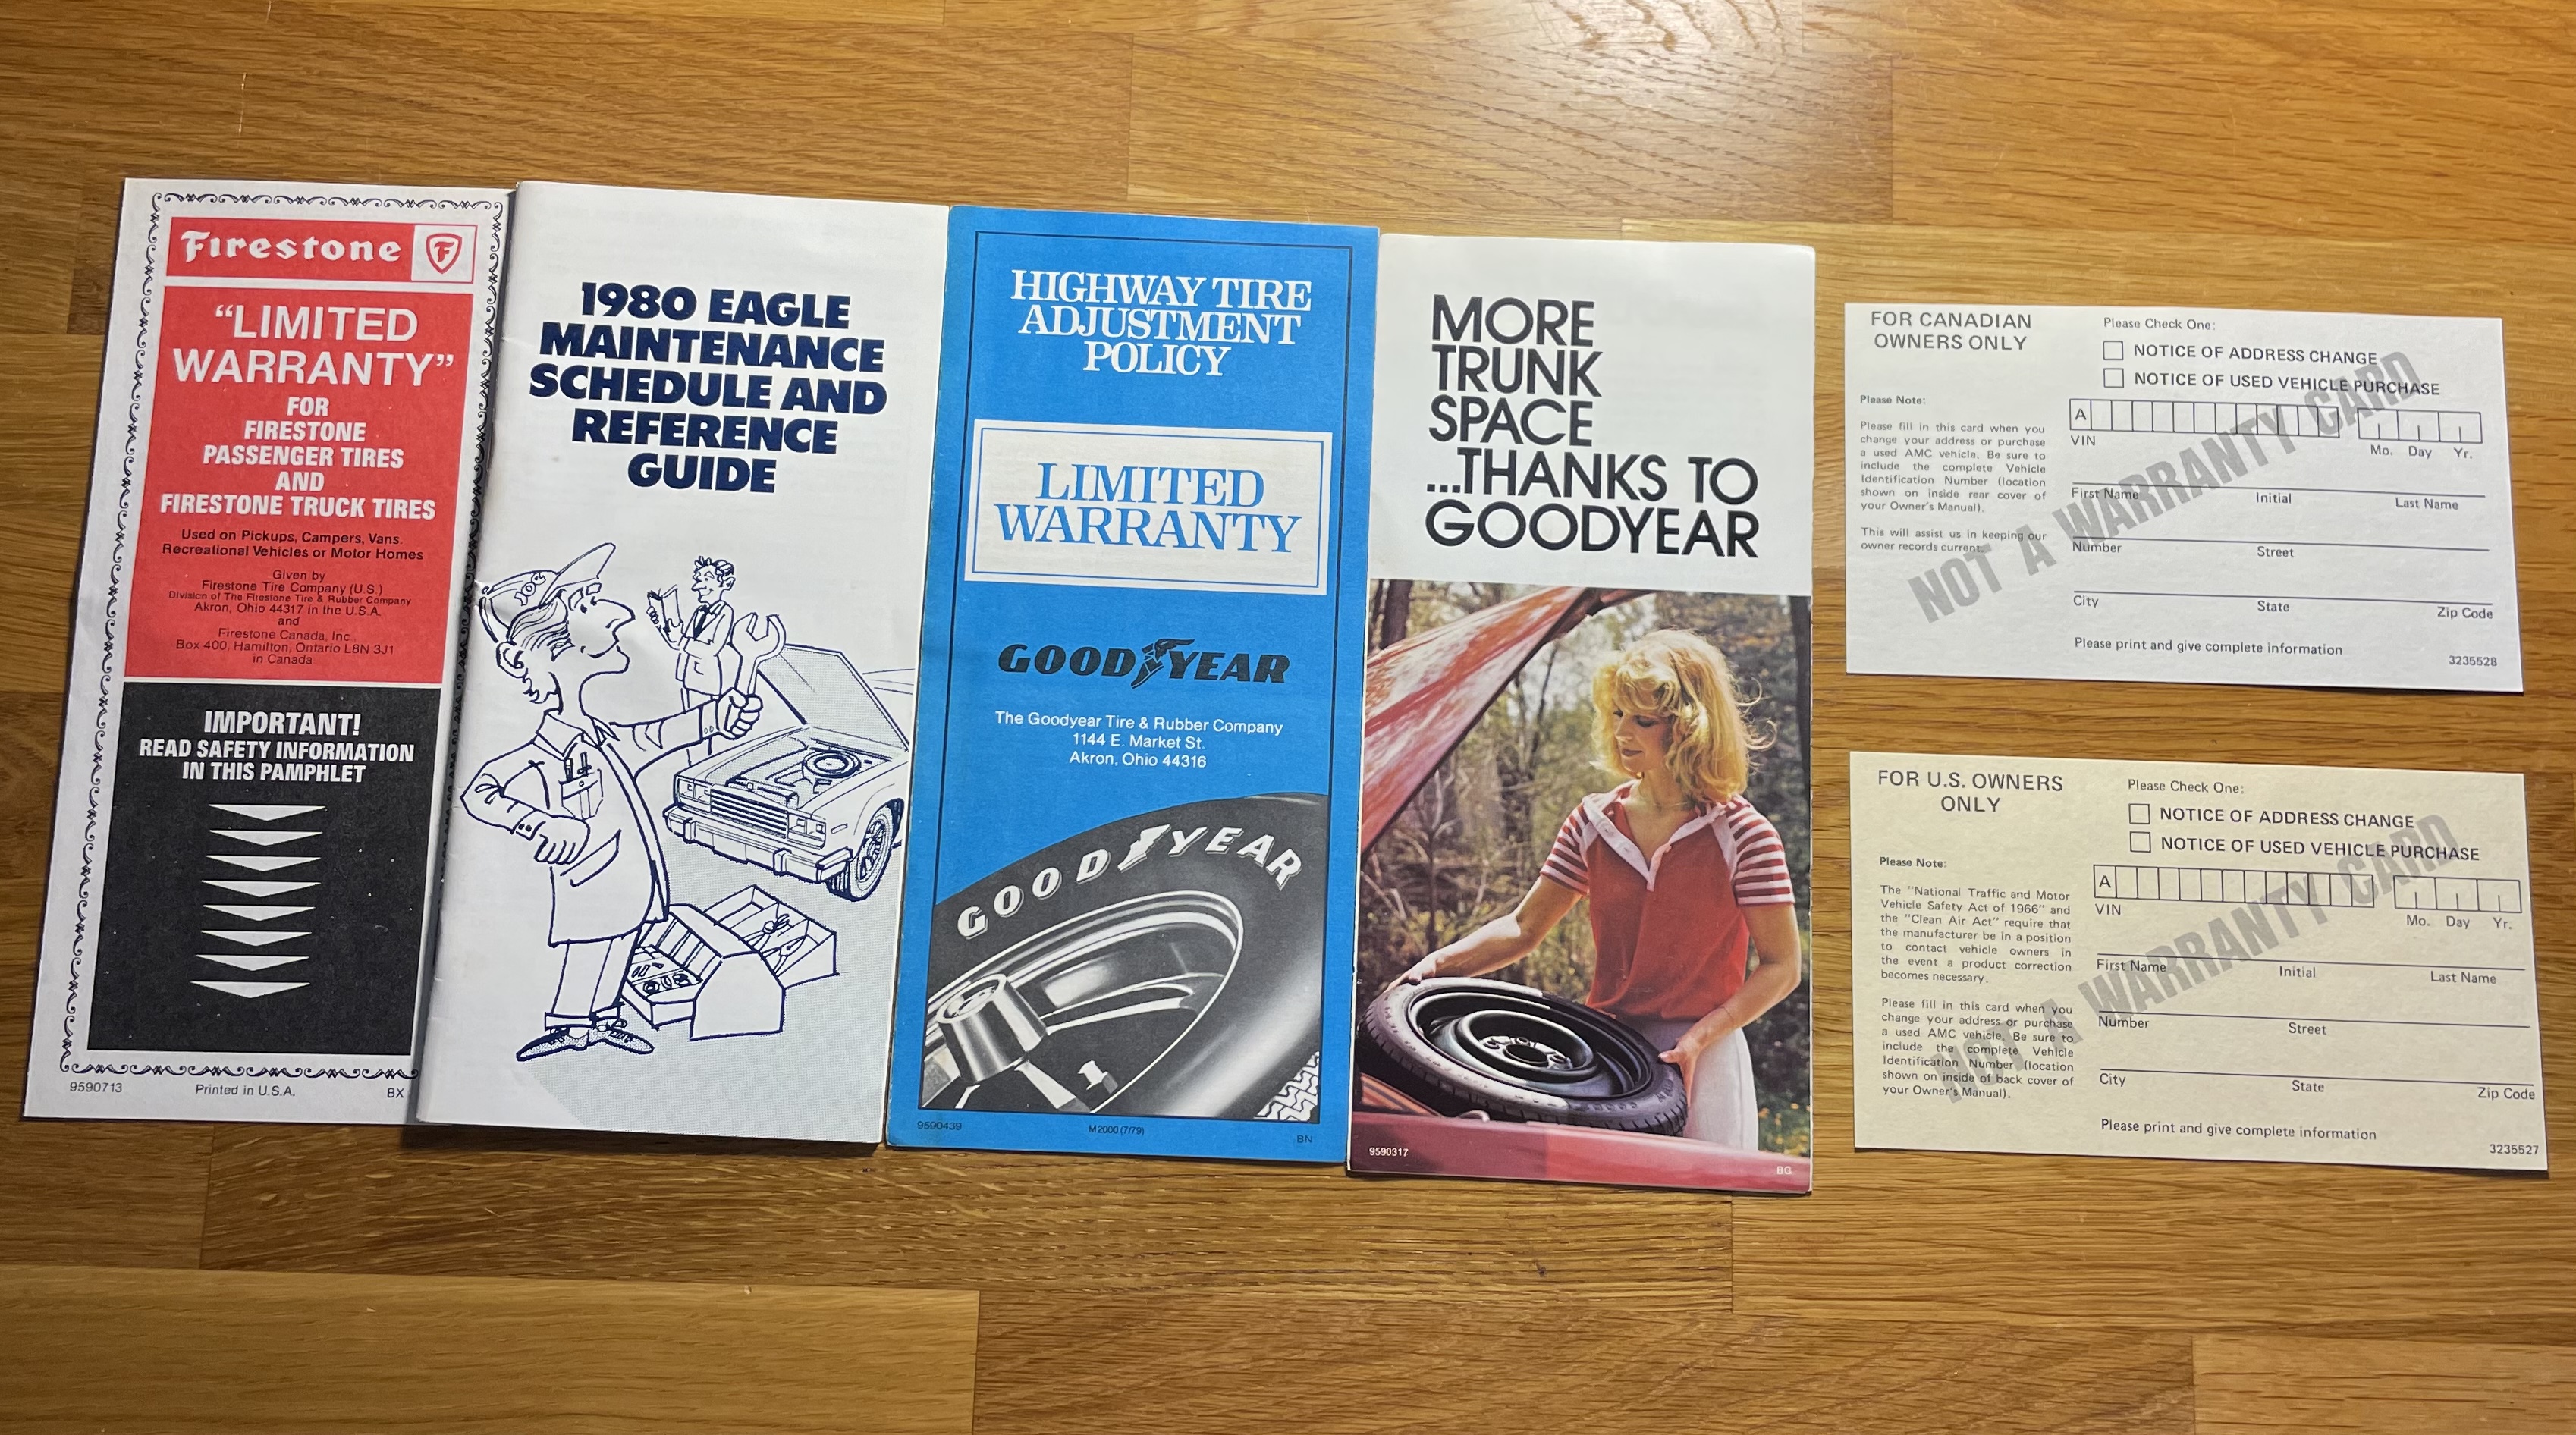 Firestone
F
"LIMITED
WARRANTY"
FOR
FIRESTONE
PASSENGER TIRES
AND
FIRESTONE TRUCK TIRES
Used on Pickups, Campers, Vans.
Recreational Vehicles or Motor Homes
Given by
Firestone Tire Company (U.S.)
Division of The Firestone Tire & Rubber Company
Akron, Ohio 44317 in the U.S.A.
and
Firestone Canada, Inc.
Box 400, Hamilton, Ontario L8N 3J1
in Canada
IMPORTANT!
READ SAFETY INFORMATION
IN THIS PAMPHLET
9590713 Printed in U.S.A. BX
1980 EAGLE
MAINTENANCE
SCHEDULE AND
REFERENCE
GUIDE
HIGHWAY TIRE
ADJUSTMENT
POLICY
LIMITED
WARRANTY
GOODYEAR
The Goodyear Tire & Rubber Company
1144 E. Market St.
Akron, Ohio 44316
GOODYEAR
9590439 M2000 (7/79) BN
MORE
TRUNK
SPACE
...THANKS TO
GOODYEAR
9590317 BG
FOR CANADIAN
OWNERS ONLY
Please Note:
Please fill in this card when you
change your address or purchase
a used AMC vehicle. Be sure to
include the complete Vehicle
Identification Number (location
shown on inside rear cover of
your Owner's Manual).
This will assist us in keeping our
owner records current.
Please Check One:
NOTICE OF ADDRESS CHANGE
NOTICE OF USED VEHICLE PURCHASE
A
VIN Mo. Day Yr.
First Name Initial Last Name
Number Street
City State Zip Code
Please print and give complete information
3235528
NOT A WARRANTY CARD
FOR U.S. OWNERS
ONLY
Please Note:
The "National Traffic and Motor
Vehicle Safety Act of 1966" and
the "Clean Air Act" require that
the manufacturer be in a position
to contact vehicle owners in
the event a product correction
becomes necessary.
Please fill in this card when you
change your address or purchase
a used AMC vehicle. Be sure to
include the complete Vehicle
Identification Number (location
shown on inside of back cover of
your Owner's Manual).
Please Check One:
NOTICE OF ADDRESS CHANGE
NOTICE OF USED VEHICLE PURCHASE
A
VIN Mo. Day Yr.
First Name Initial Last Name
Number Street
City State Zip Code
Please print and give complete information
3235527
NOT A WARRANTY CARD